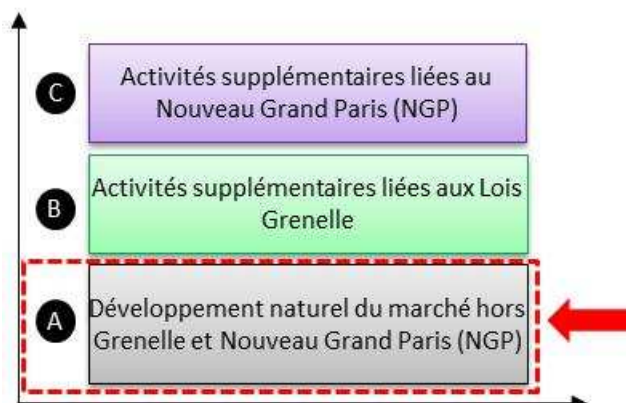 C
Activités supplémentaires liées au
Nouveau Grand Paris (NGP)
B
Activités supplémentaires liées aux Lois
Grenelle
A
Développement naturel du marché hors
Grenelle et Nouveau Grand Paris (NGP)